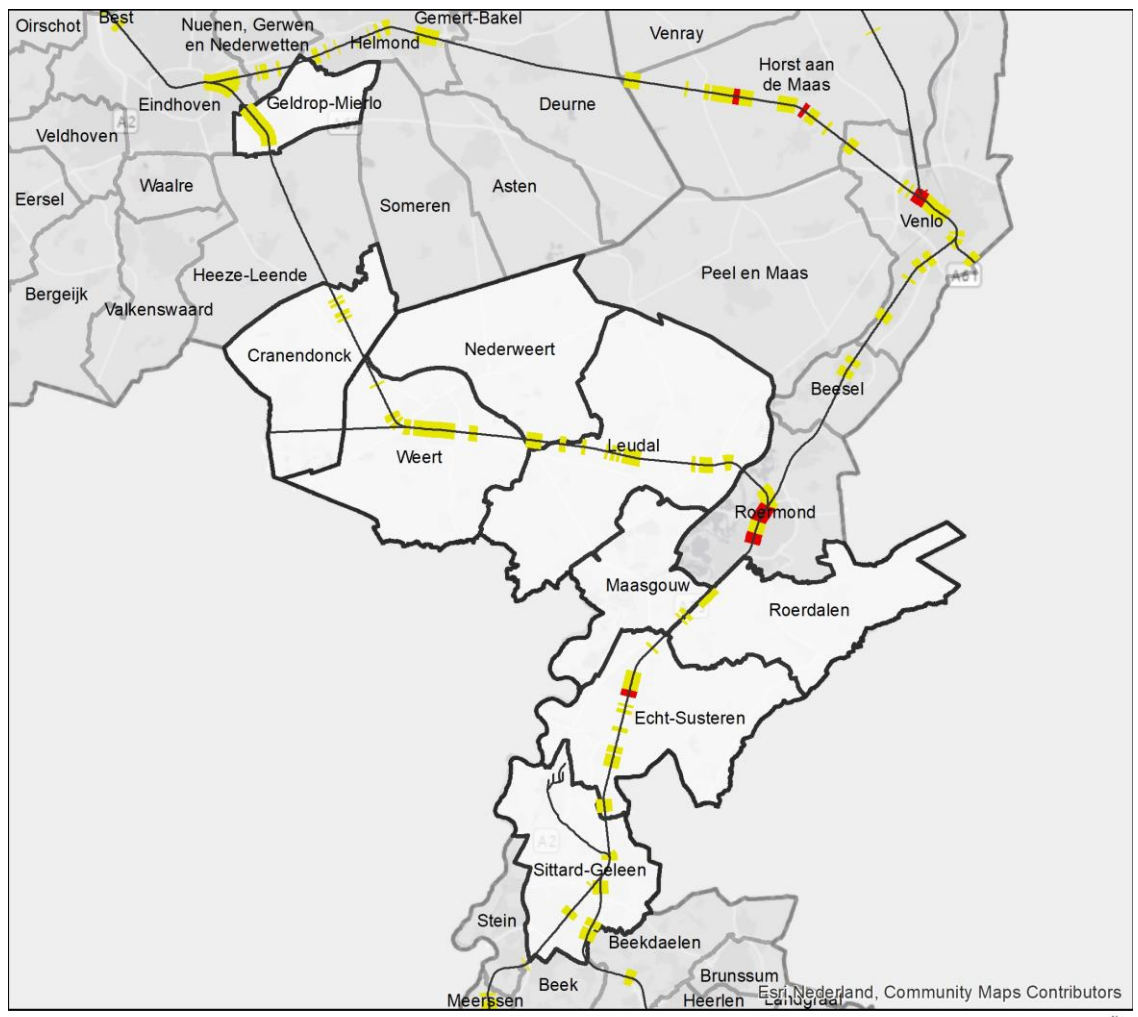 Oirschot
Best
Nuenen, Gerwen
en Nederwetten
Gemert-Bakel
Helmond
Venray
Horst aan
de Maas
Eindhoven
Geldrop-Mierlo
Deurne
A2
Veldhoven
Waalre
Asten
Eersel
Someren
Venlo
Heeze-Leende
Peel en Maas
Bergeijk
Valkenswaard
A61
Cranendonck
Nederweert
Beesel
Weert
Leudal
Roermond
Maasgouw
Roerdalen
Echt-Susteren
A2
Sittard-Geleen
Stein
Beekdaelen
Beek
Brunssum
Meerssen
Heerlen
Landgraaf
Esri Nederland, Community Maps Contributors